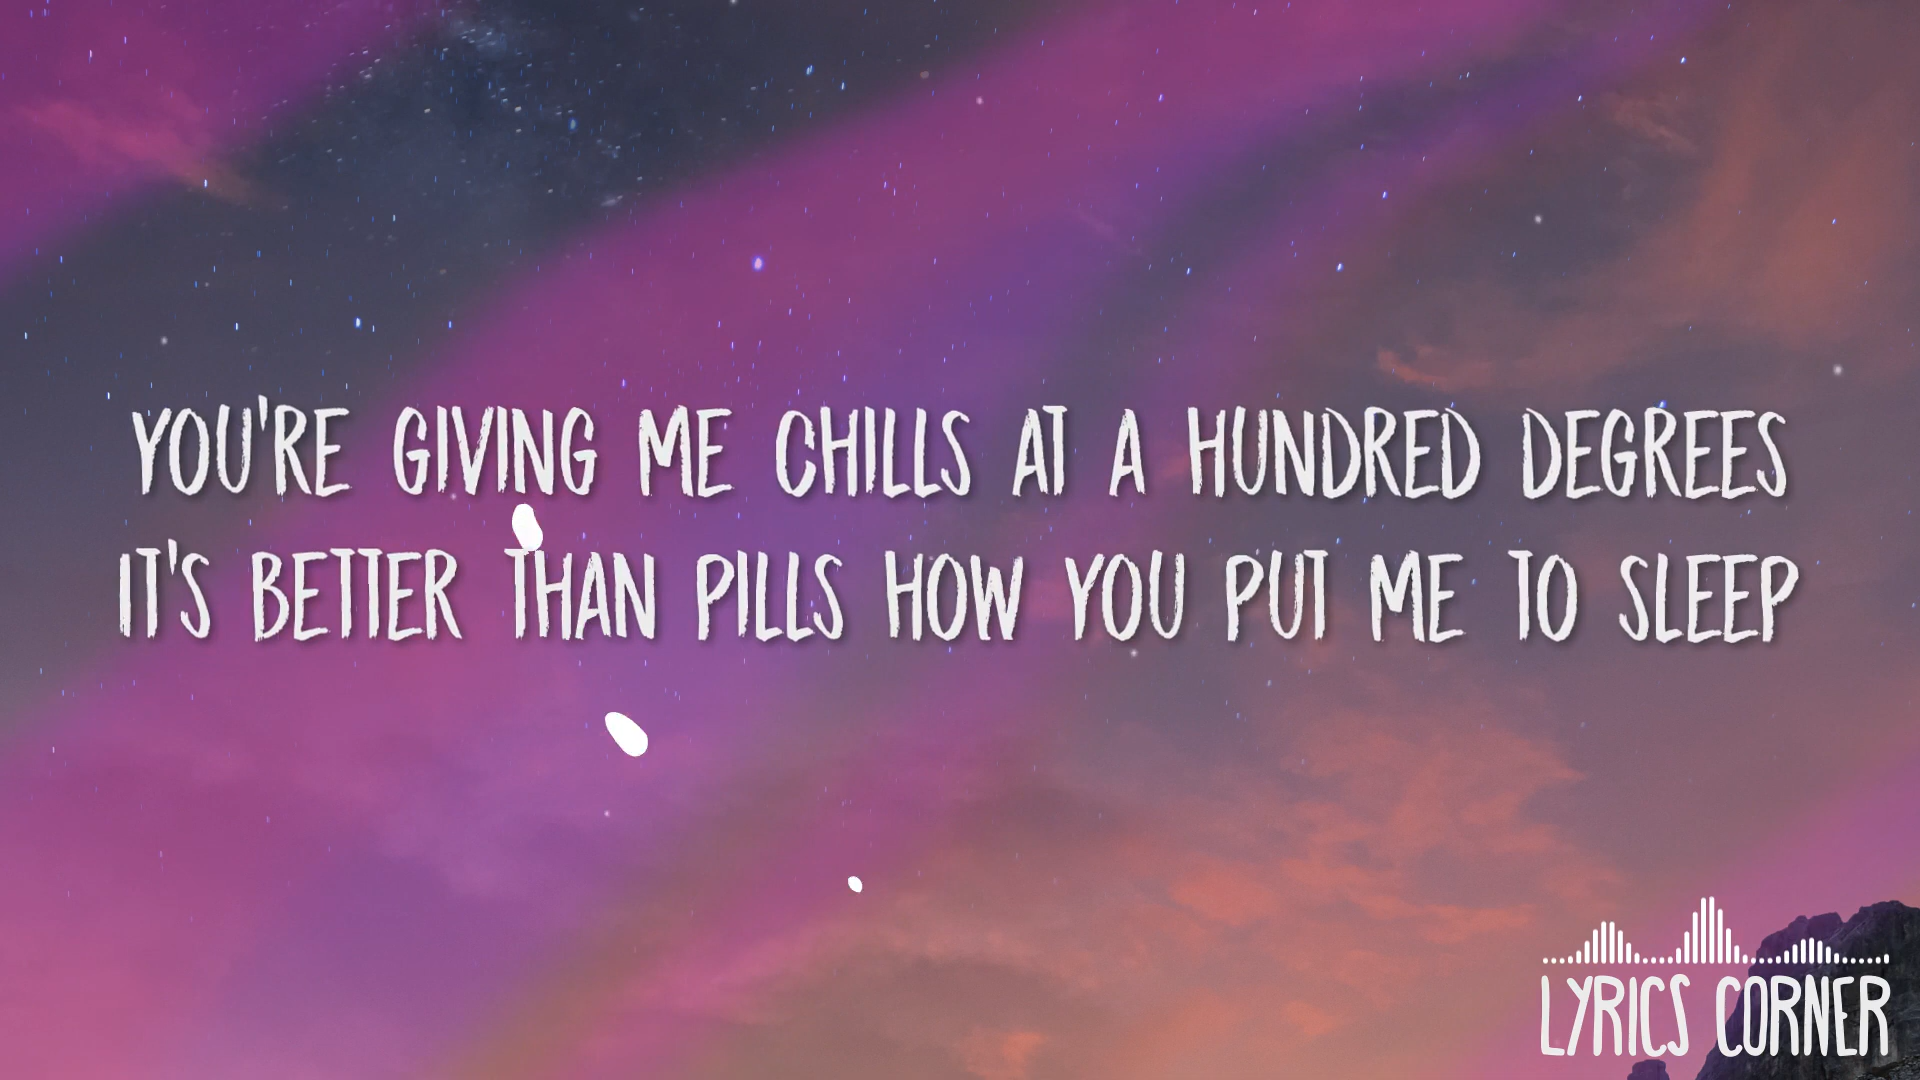 YOU'RE GIVING ME CHILLS AT A HUNDRED DEGREES
IT'S BETTER THAN PILLS HOW YOU PUT ME TO SLEEP
LYRICS CORNER